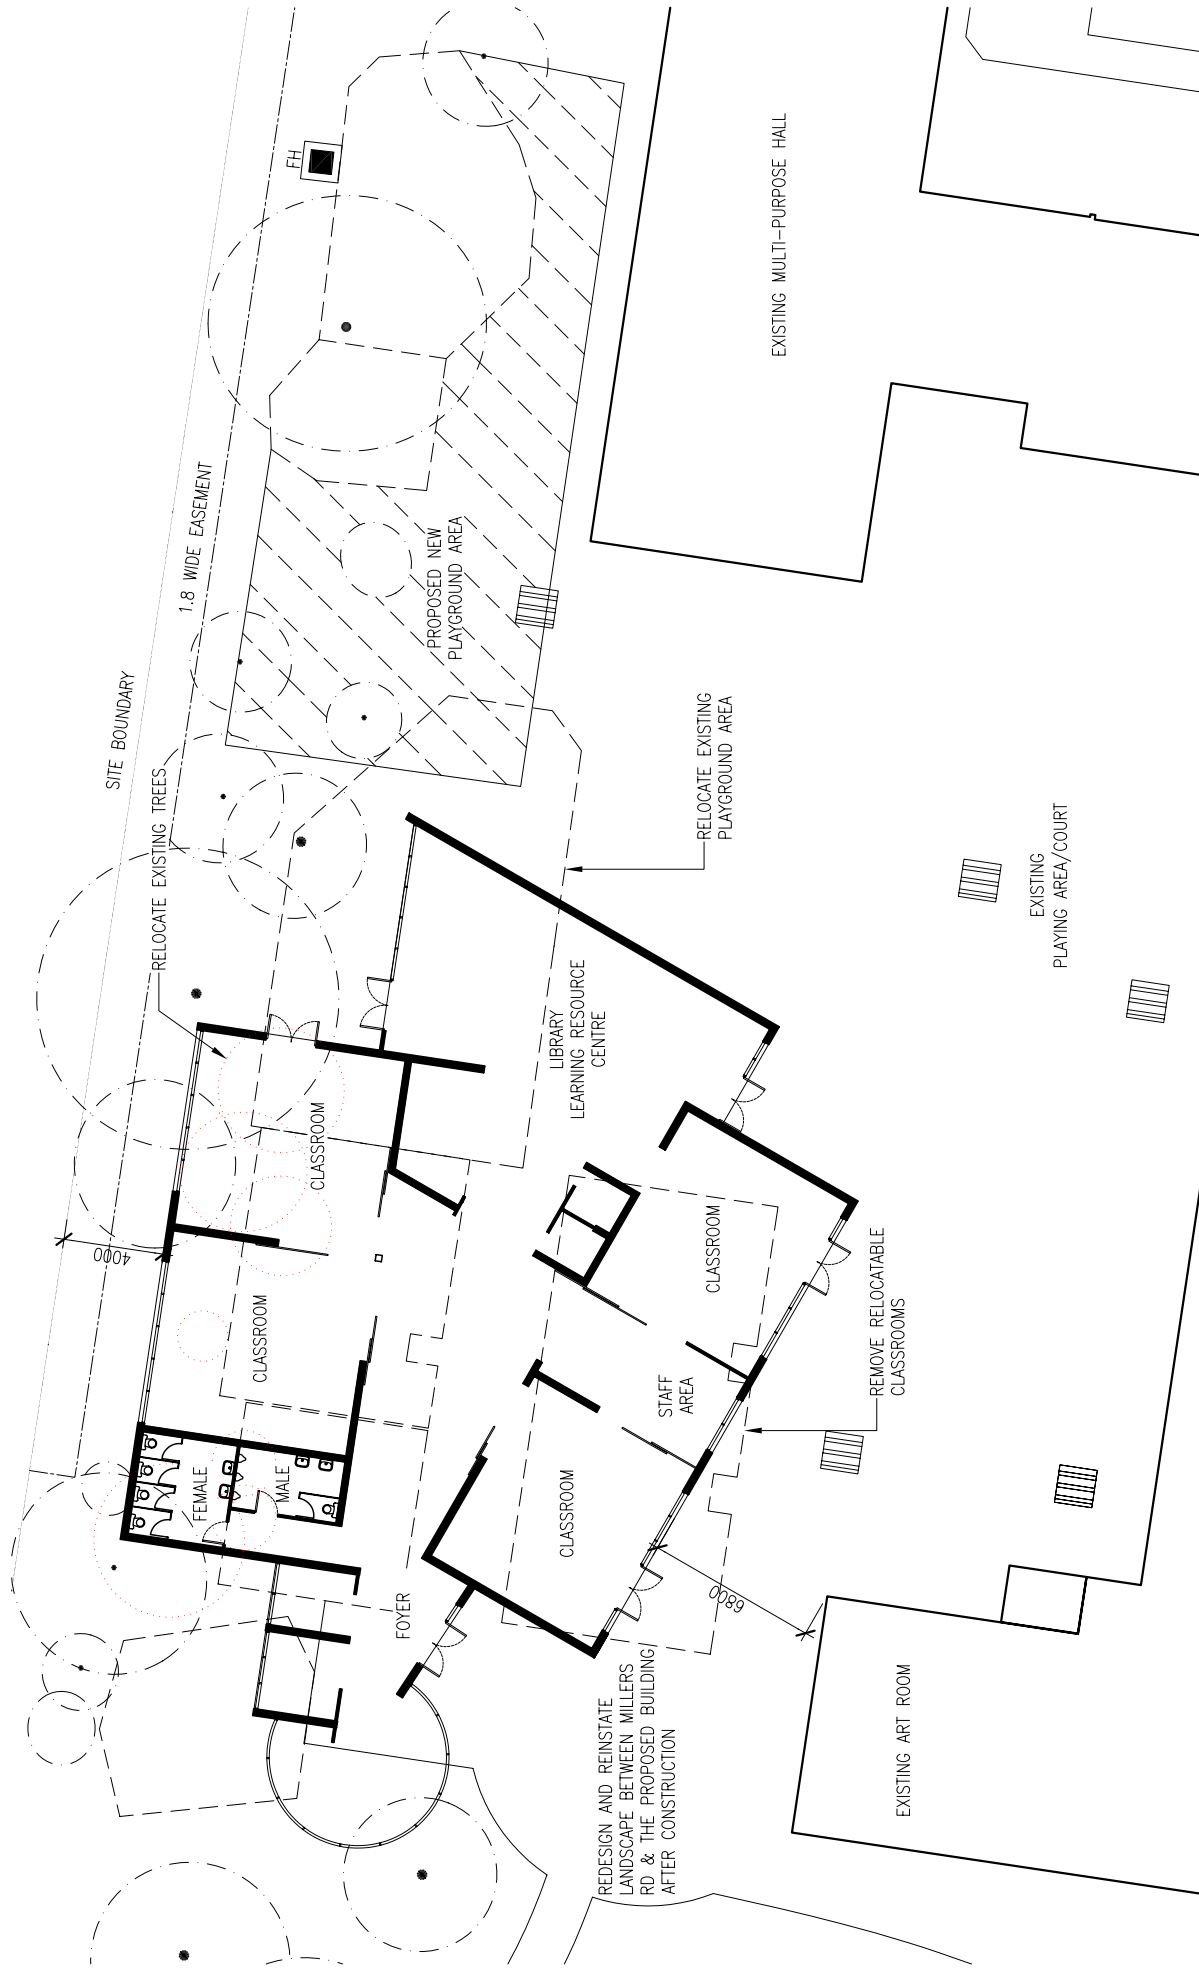 FH
EXISTING MULTI-PURPOSE HALL
1.8 WIDE EASEMENT
PROPOSED NEW
PLAYGROUND AREA
SITE BOUNDARY
RELOCATE EXISTING TREES
RELOCATE EXISTING
PLAYGROUND AREA
EXISTING
PLAYING AREA/COURT
LIBRARY
LEARNING RESOURCE
CENTRE
CLASSROOM
4000
CLASSROOM
CLASSROOM
REMOVE RELOCATABLE
CLASSROOMS
STAFF
AREA
FEMALE
MALE
CLASSROOM
FOYER
6800
REDESIGN AND REINSTATE
LANDSCAPE BETWEEN MILLERS
RD & THE PROPOSED BUILDING
AFTER CONSTRUCTION
EXISTING ART ROOM